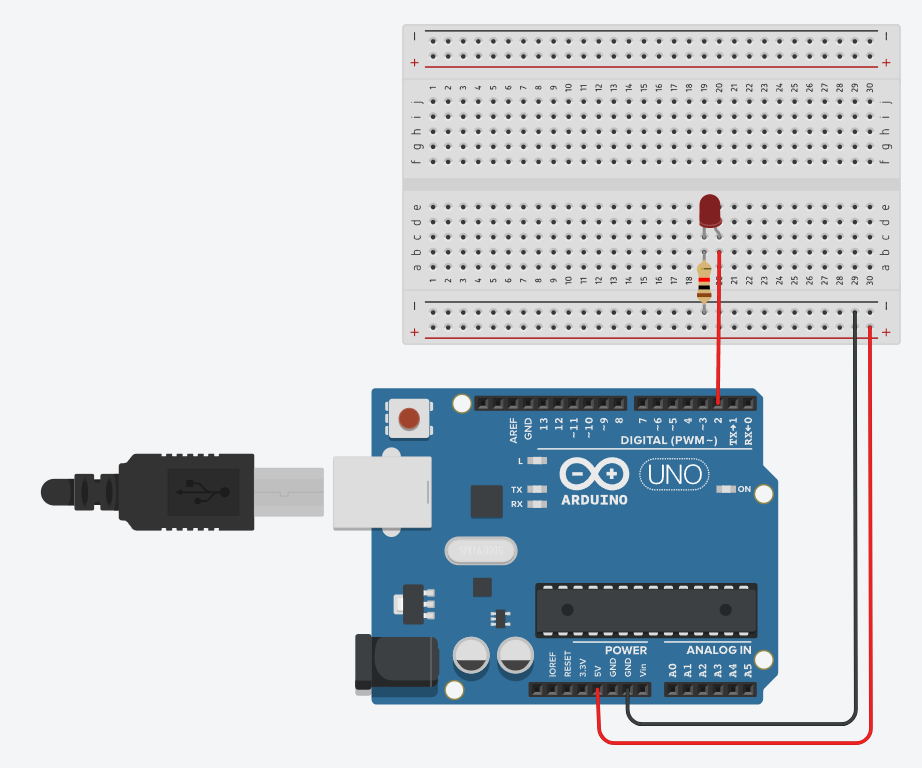 − −
+ +
1 2 3 4 5 6 7 8 9 10 11 12 13 14 15 16 17 18 19 20 21 22 23 24 25 26 27 28 29 30
j j
i i
h h
g g
f f
e e
d d
c c
b b
a a
1 2 3 4 5 6 7 8 9 10 11 12 13 14 15 16 17 18 20 21 22 23 24 25 26 27 28 29 30
− −
+ +
AREF GND 13 12 ~11 ~10 ~9 8 7 ~6 ~5 4 ~3 2 TX→1 RX←0
DIGITAL (PWM~)
L
TX
RX
ARDUINO
UNO
ON
POWER ANALOG IN
IOREF RESET 3.3V 5V GND GND Vin A0 A1 A2 A3 A4 A5